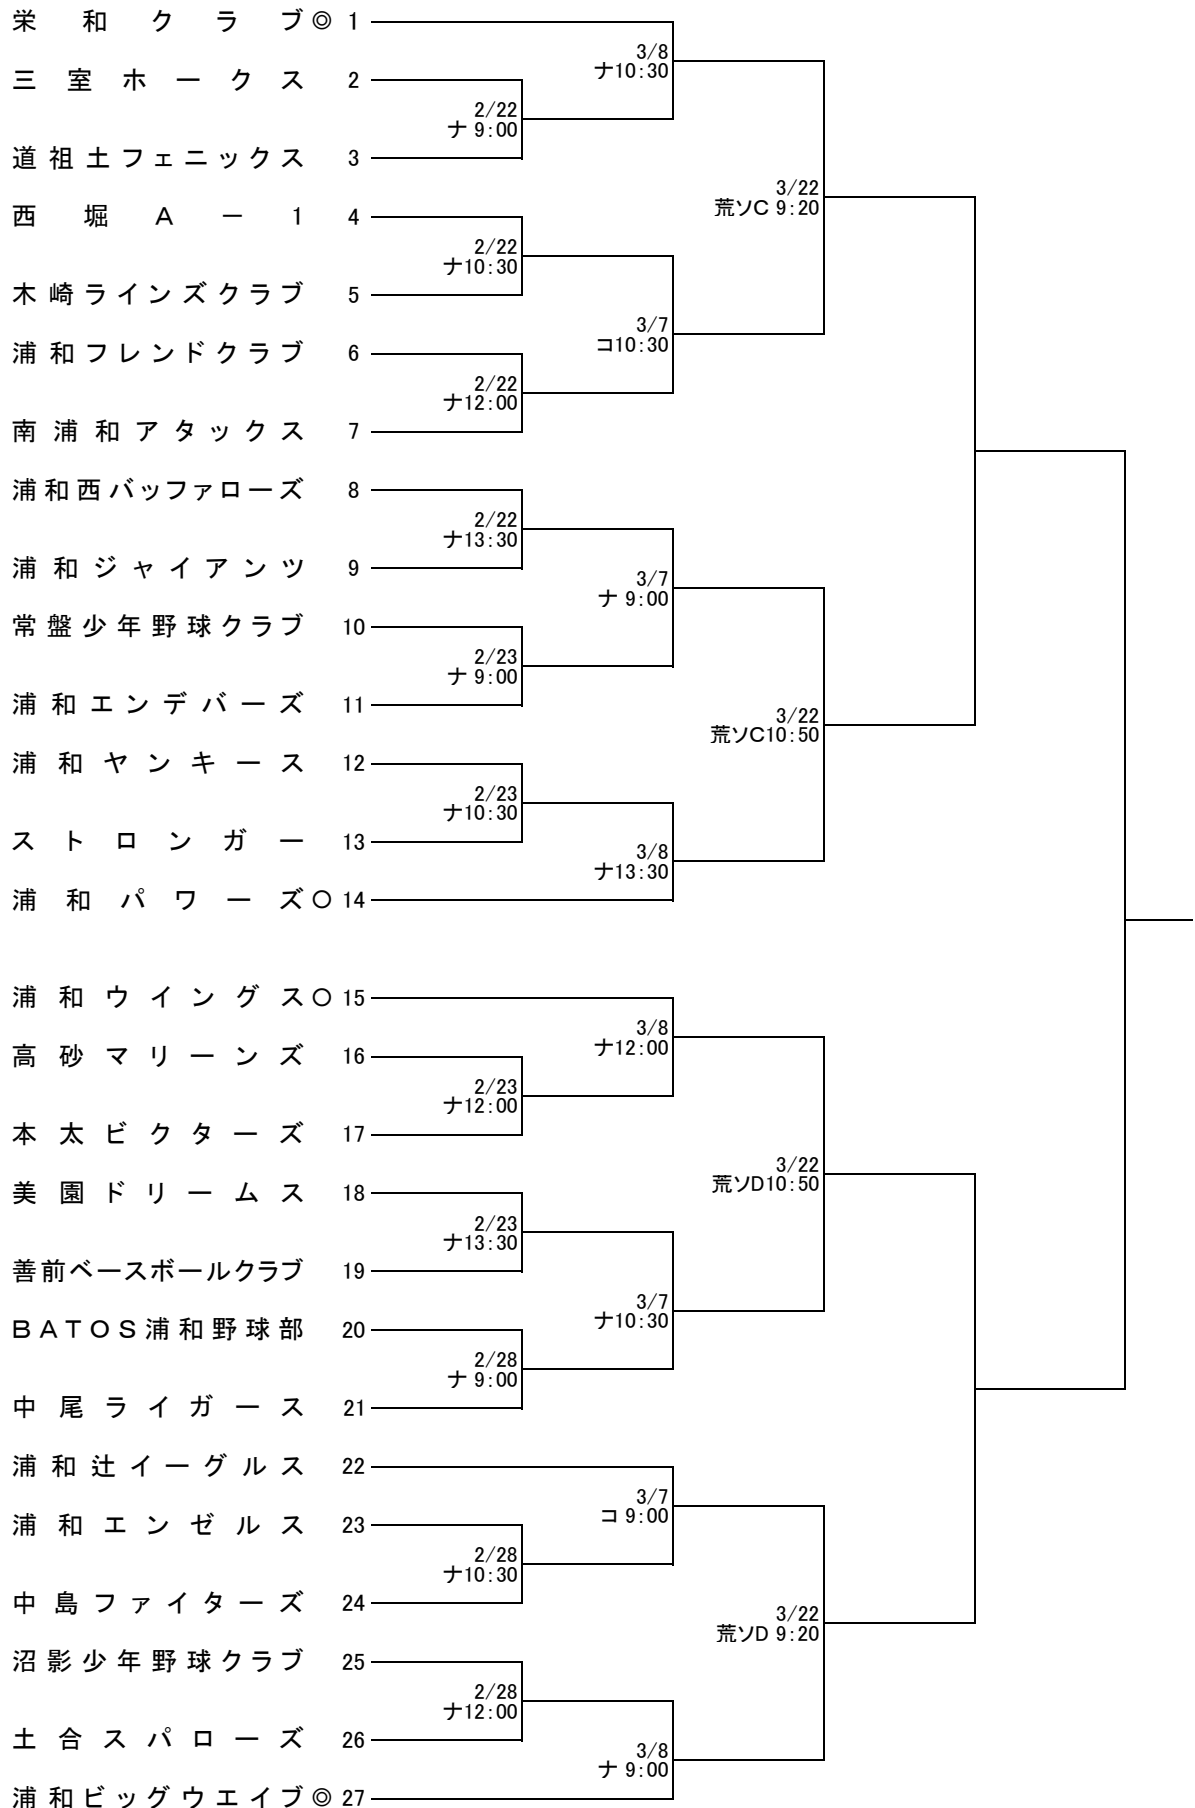 栄和クラブ◎ 1
3/8
ナ10:30
三室ホークス 2
2/22
ナ 9:00
道祖土フェニックス 3
3/22
荒ソC 9:20
西堀A－1 4
2/22
ナ10:30
木崎ラインズクラブ 5
3/7
コ10:30
浦和フレンドクラブ 6
2/22
ナ12:00
南浦和アタックス 7
浦和西バッファローズ 8
2/22
ナ13:30
浦和ジャイアンツ 9
3/7
ナ 9:00
常盤少年野球クラブ 10
2/23
ナ 9:00
浦和エンデバーズ 11
3/22
荒ソC10:50
浦和ヤンキース 12
2/23
ナ10:30
ストロンガー 13
3/8
ナ13:30
浦和パワーズ○ 14
浦和ウイングス○ 15
3/8
ナ12:00
高砂マリーンズ 16
2/23
ナ12:00
本太ビクターズ 17
3/22
荒ソD10:50
美園ドリームス 18
2/23
ナ13:30
善前ベースボールクラブ 19
3/7
ナ10:30
BATOS浦和野球部 20
2/28
ナ 9:00
中尾ライガース 21
浦和辻イーグルス 22
3/7
コ 9:00
浦和エンゼルス 23
2/28
ナ10:30
中島ファイターズ 24
3/22
荒ソD 9:20
沼影少年野球クラブ 25
2/28
ナ12:00
土合スパローズ 26
3/8
ナ 9:00
浦和ビッグウエイブ◎ 27